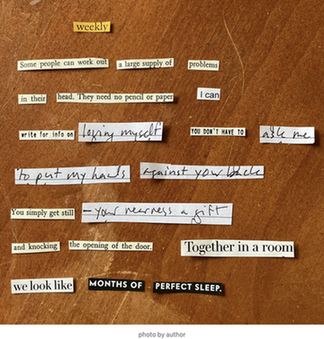 weekly
Some people can work out a large supply of problems
in their head. They need no pencil or paper I can
write for info on losing myself YOU DON'T HAVE TO ask me
to put my hands against your back
You simply get still – your nearness a gift
and knocking the opening of the door. Together in a room
we look like MONTHS OF PERFECT SLEEP.
photo by author